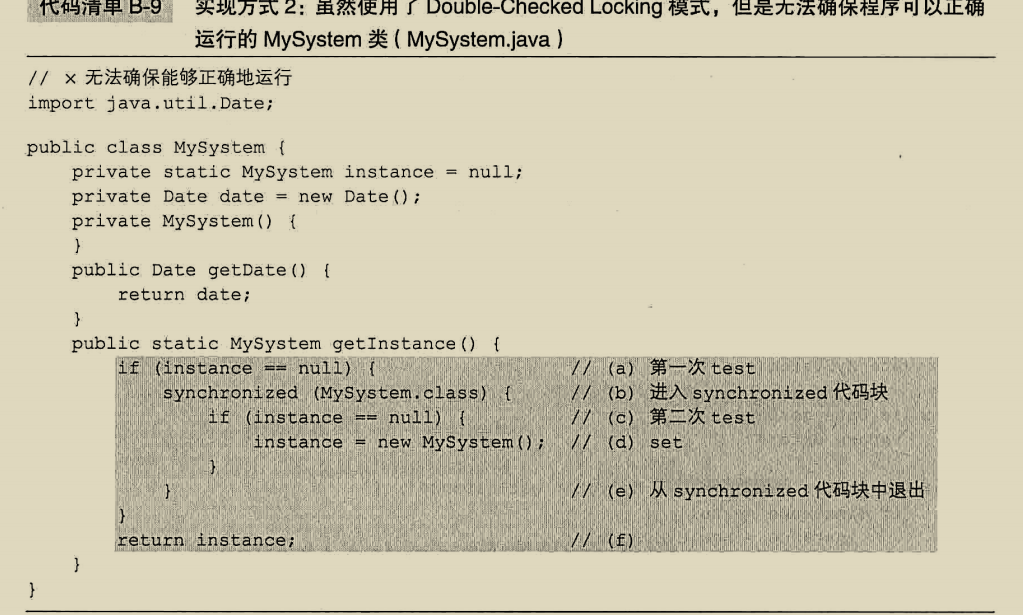 代码清单 B-9 实现方式 2：虽然使用了 Double-Checked Locking 模式，但是无法确保程序可以正确
运行的 MySystem 类（MySystem.java）
// × 无法确保能够正确地运行
import java.util.Date;
public class MySystem {
    private static MySystem instance = null;
    private Date date = new Date();
    private MySystem() {
    }
    public Date getDate() {
        return date;
    }
    public static MySystem getInstance() {
        if (instance == null) {                // (a) 第一次 test
            synchronized (MySystem.class) {    // (b) 进入 synchronized 代码块
                if (instance == null) {        // (c) 第二次 test
                    instance = new MySystem(); // (d) set
                }
            }                                  // (e) 从 synchronized 代码块中退出
        }
        return instance;                       // (f)
    }
}